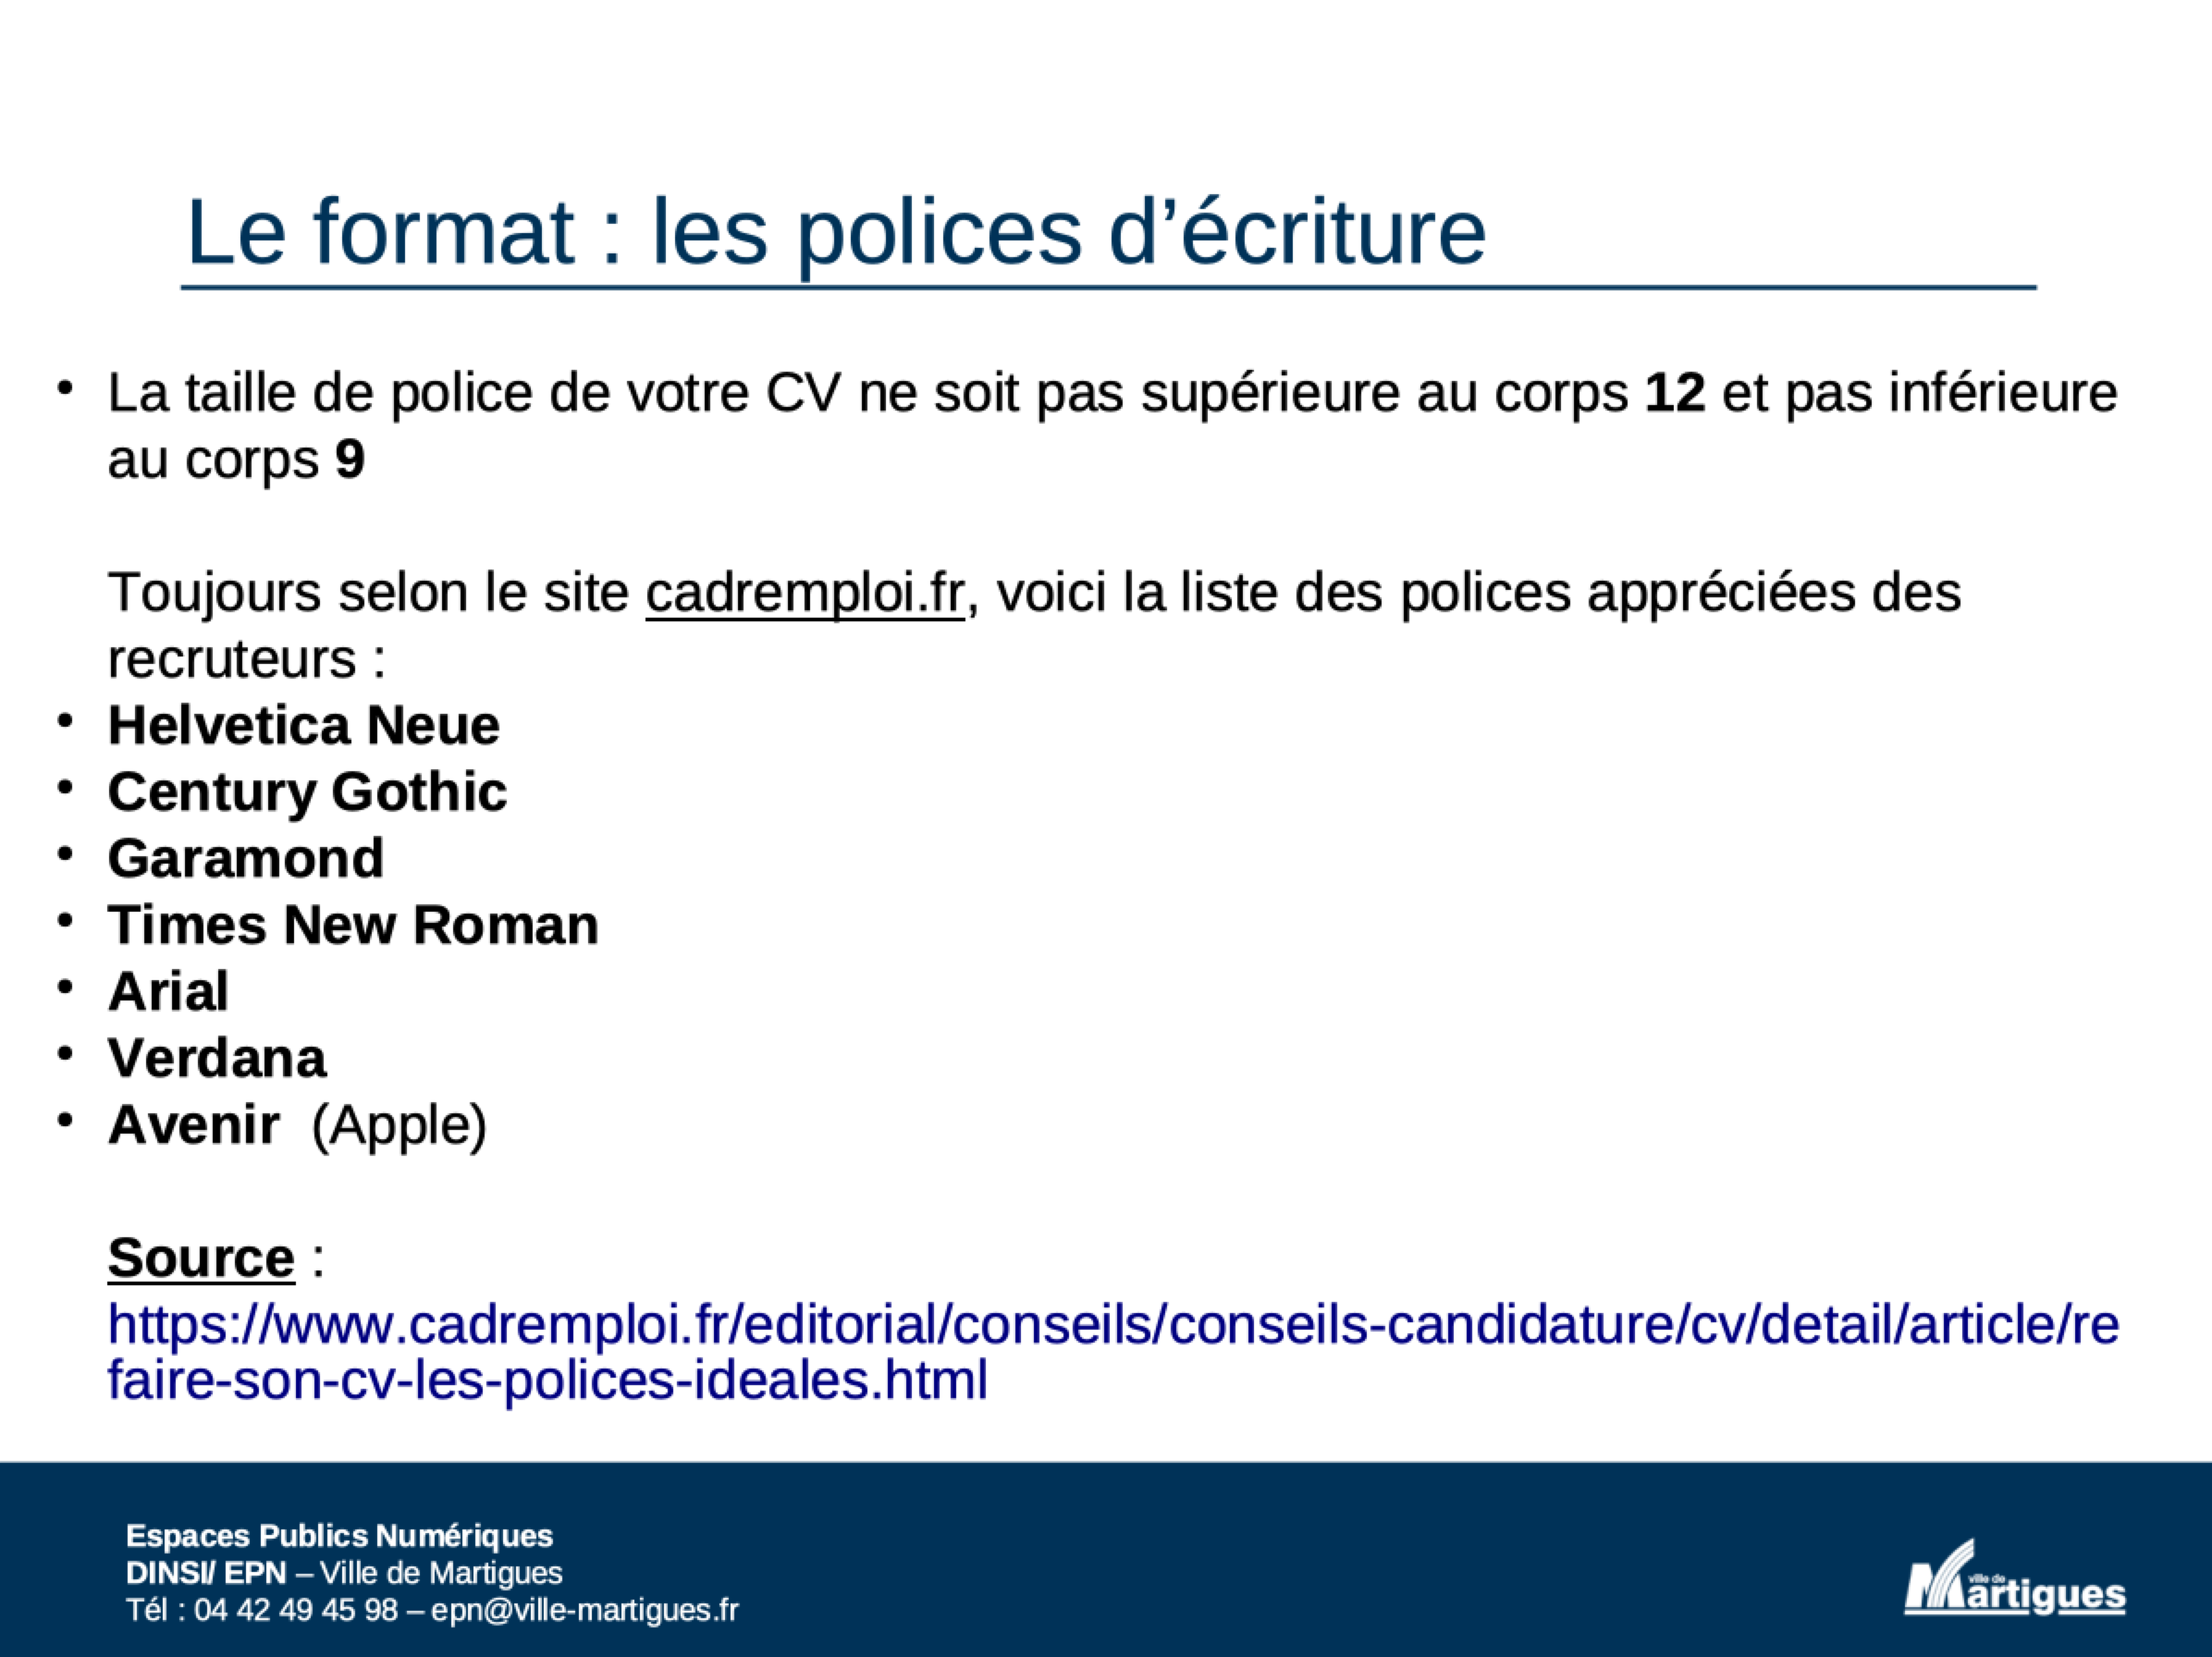 Le format : les polices d’écriture
• La taille de police de votre CV ne soit pas supérieure au corps 12 et pas inférieure
au corps 9
Toujours selon le site cadremploi.fr, voici la liste des polices appréciées des
recruteurs :
• Helvetica Neue
• Century Gothic
• Garamond
• Times New Roman
• Arial
• Verdana
• Avenir (Apple)
Source :
https://www.cadremploi.fr/editorial/conseils/conseils-candidature/cv/detail/article/re
faire-son-cv-les-polices-ideales.html
Espaces Publics Numériques
DINSI/ EPN – Ville de Martigues
Tél : 04 42 49 45 98 – epn@ville-martigues.fr
ville de
Martigues